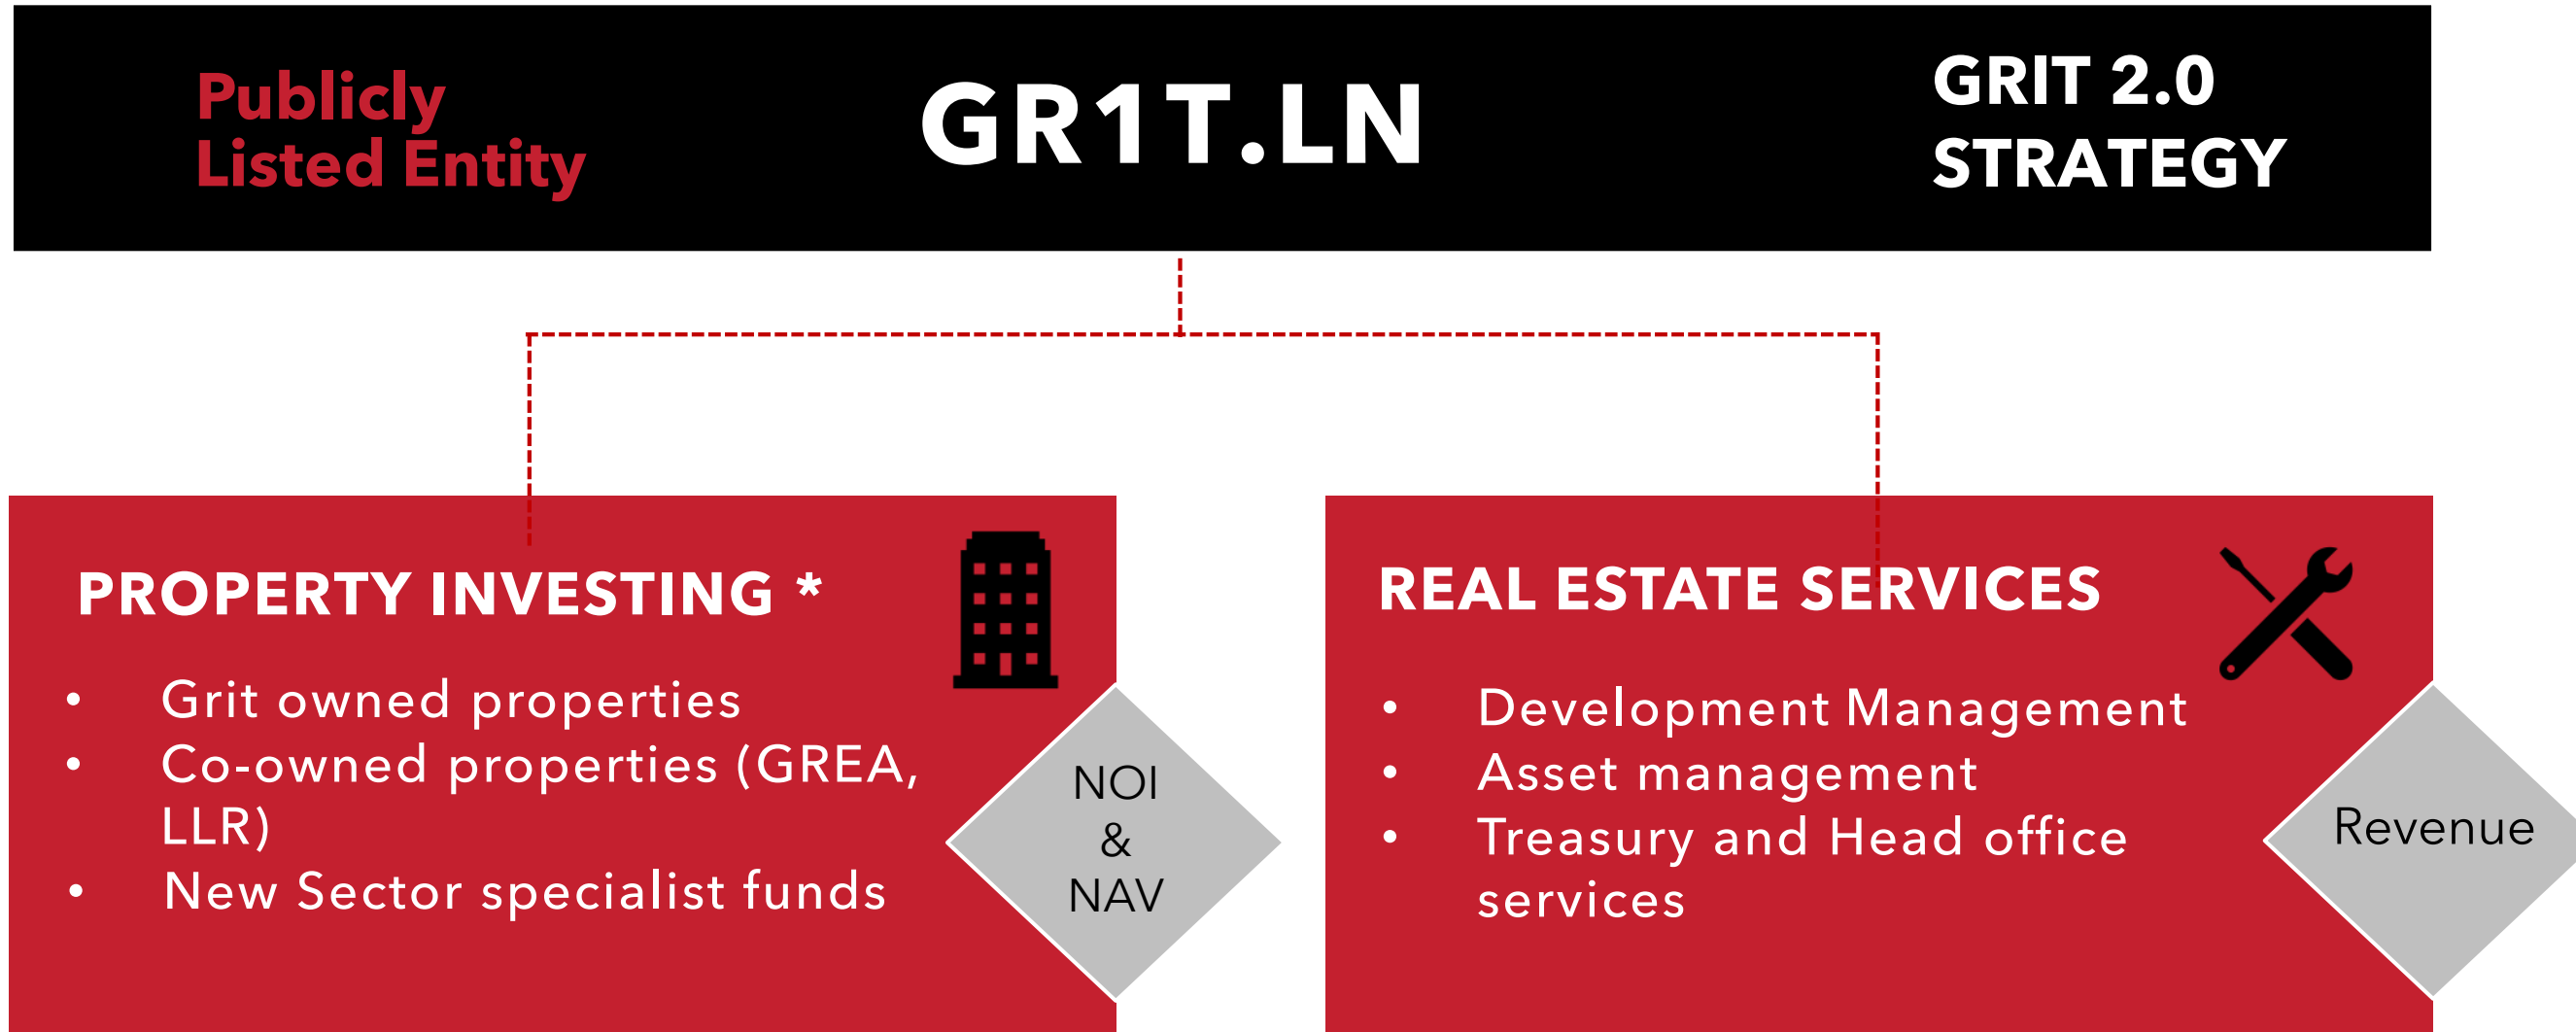 Publicly
Listed Entity
GR1T.LN
GRIT 2.0
STRATEGY
PROPERTY INVESTING *
• Grit owned properties
• Co-owned properties (GREA,
LLR)
• New Sector specialist funds
NOI
&
NAV
REAL ESTATE SERVICES
• Development Management
• Asset management
• Treasury and Head office
services
Revenue